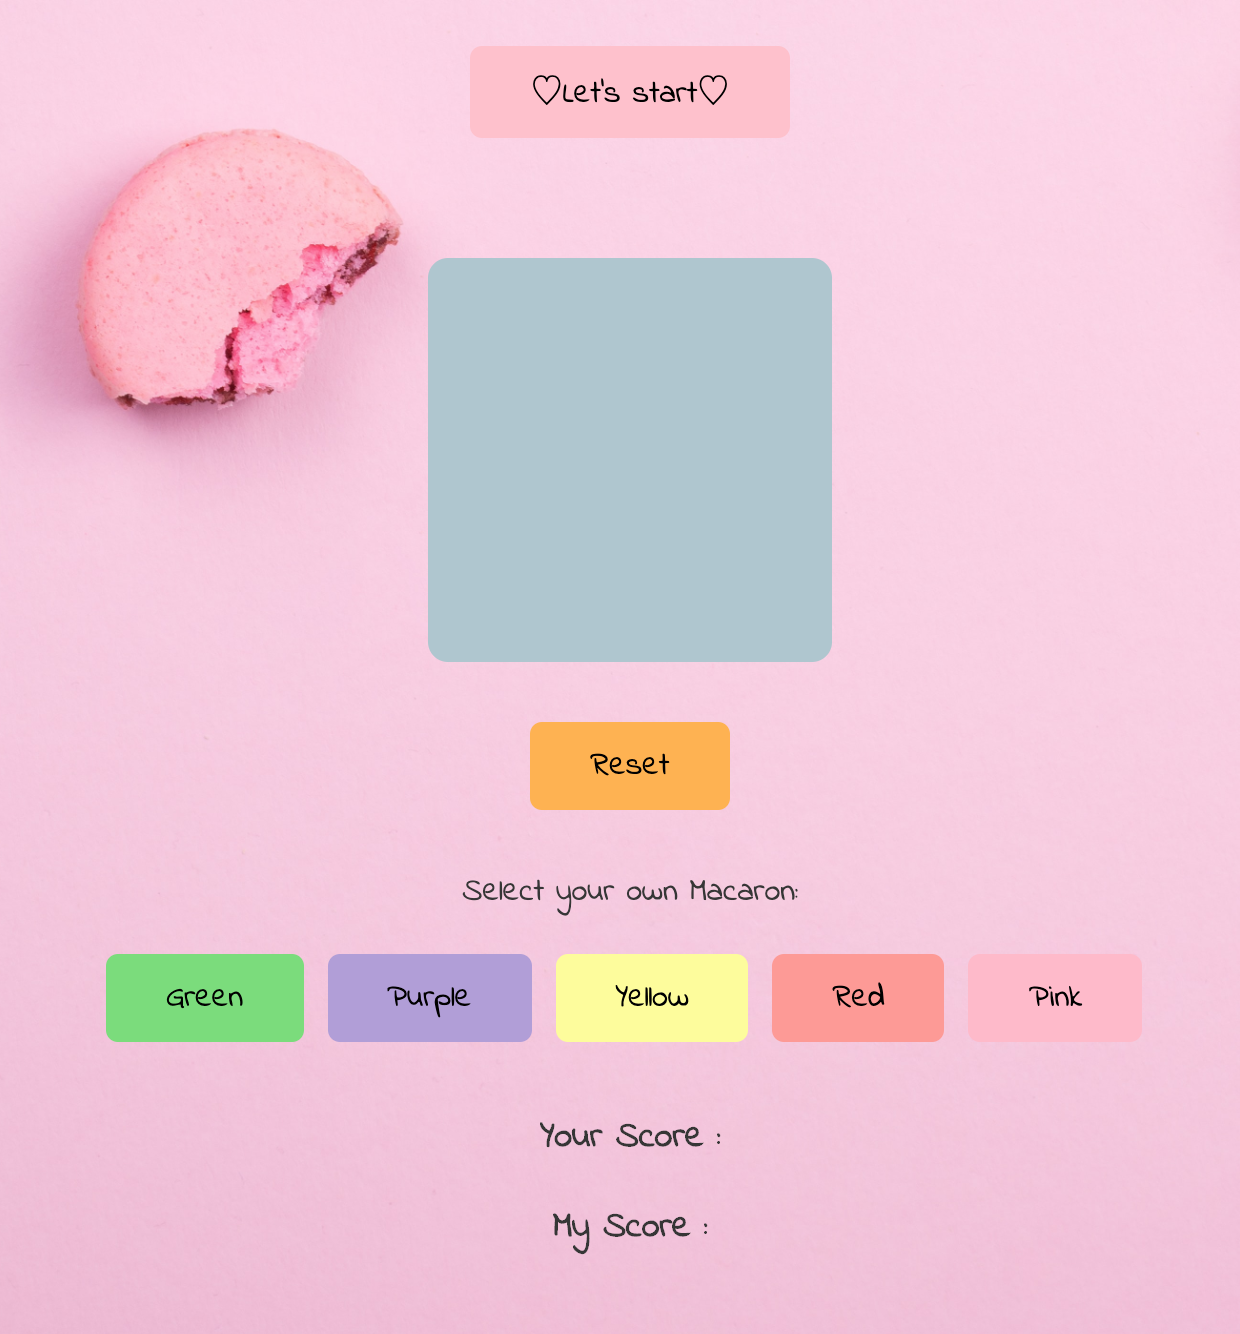 ♡Let's start♡
Reset
Select your own Macaron:
Green Purple Yellow Red Pink
Your Score :
My Score :